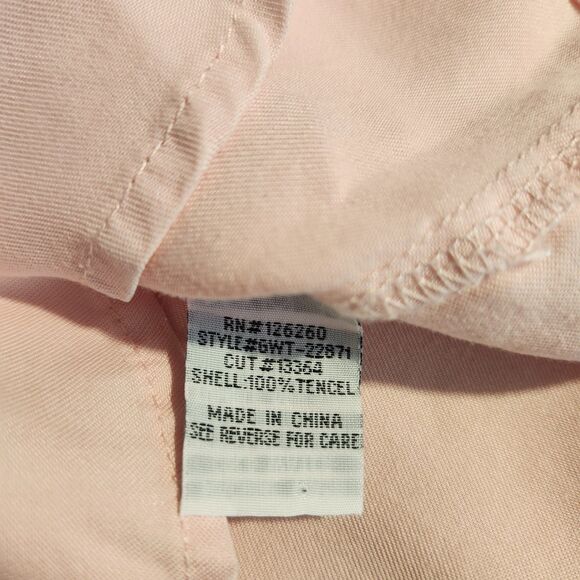 RN#126260
STYLE#GWT-22871
CUT#13364
SHELL:100%TENCEL
MADE IN CHINA
SEE REVERSE FOR CARE